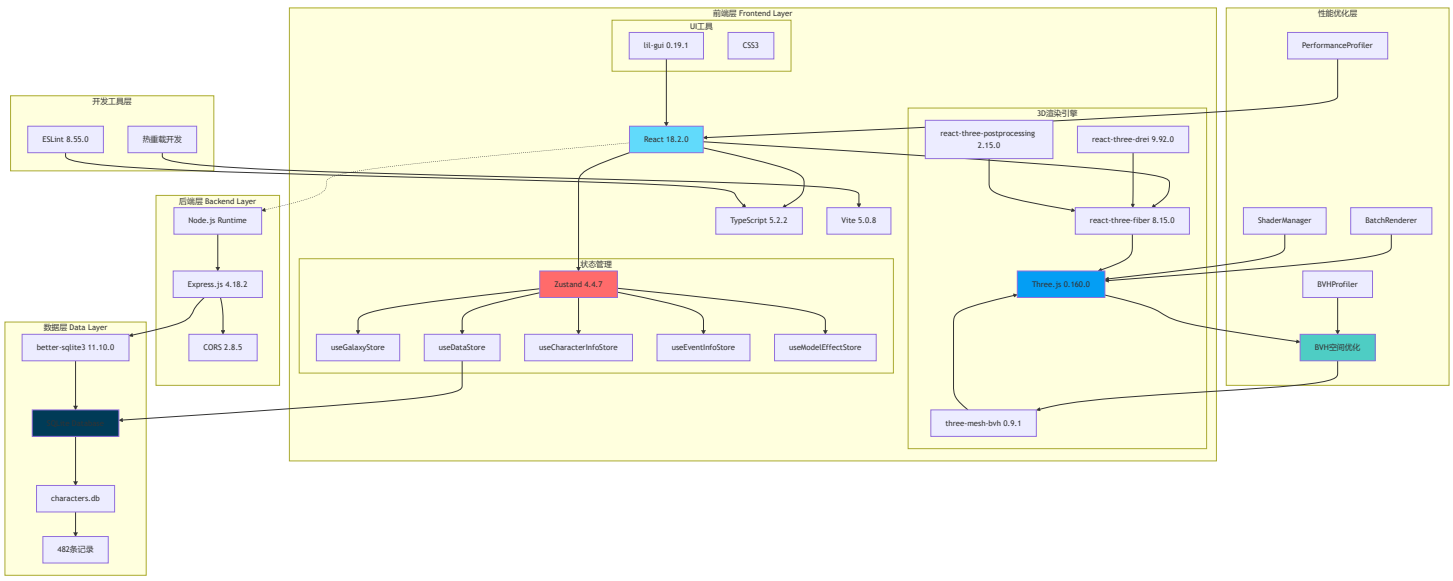 前端层 Frontend Layer
UI工具
lil-gui 0.19.1
CSS3
性能优化层
PerformanceProfiler
开发工具层
ESLint 8.55.0
热重载开发
React 18.2.0
3D渲染引擎
react-three-postprocessing
2.15.0
react-three-drei 9.92.0
后端层 Backend Layer
Node.js Runtime
TypeScript 5.2.2
Vite 5.0.8
react-three-fiber 8.15.0
ShaderManager
BatchRenderer
状态管理
Express.js 4.18.2
Zustand 4.4.7
Three.js 0.160.0
BVHProfiler
数据层 Data Layer
better-sqlite3 11.10.0
CORS 2.8.5
useGalaxyStore
useDataStore
useCharacterInfoStore
useEventInfoStore
useModelEffectStore
BVH空间优化
three-mesh-bvh 0.9.1
characters.db
482条记录